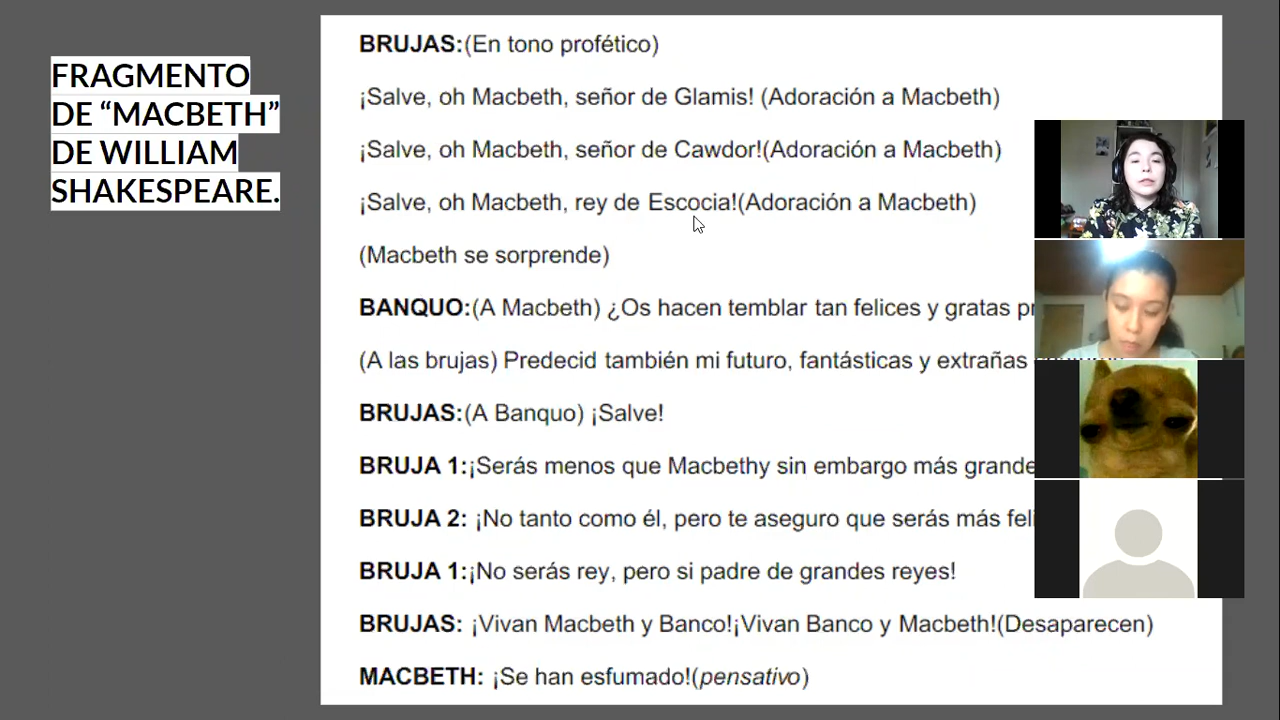 FRAGMENTO
DE “MACBETH”
DE WILLIAM
SHAKESPEARE.
BRUJAS:(En tono profético)
¡Salve, oh Macbeth, señor de Glamis! (Adoración a Macbeth)
¡Salve, oh Macbeth, señor de Cawdor!(Adoración a Macbeth)
¡Salve, oh Macbeth, rey de Escocia!(Adoración a Macbeth)
(Macbeth se sorprende)
BANQUO:(A Macbeth) ¿Os hacen temblar tan felices y gratas
(A las brujas) Predecid también mi futuro, fantásticas y extrañas
BRUJAS:(A Banquo) ¡Salve!
BRUJA 1:¡Serás menos que Macbethy sin embargo más grande
BRUJA 2: ¡No tanto como él, pero te aseguro que serás más
BRUJA 1:¡No serás rey, pero si padre de grandes reyes!
BRUJAS: ¡Vivan Macbeth y Banco!¡Vivan Banco y Macbeth!(Desaparecen)
MACBETH: ¡Se han esfumado!(pensativo)